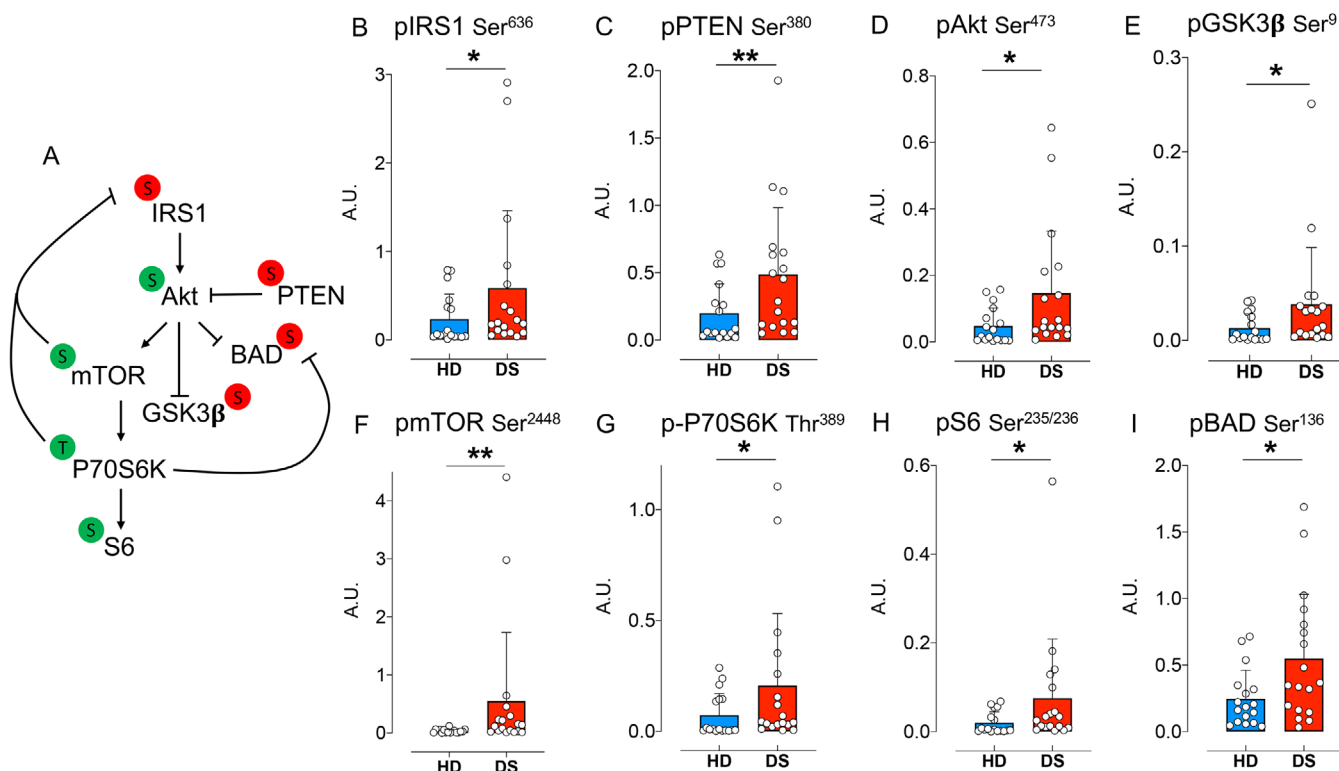 A
S
IRS1
S
Akt
S
PTEN
S
mTOR
BAD
S
GSK3β
S
T
P70S6K
S
S6
B
pIRS1 Ser636
*
3
2
1
0
A.U.
HD
DS
C
pPTEN Ser380
**
2.0
1.5
1.0
0.5
0.0
A.U.
HD
DS
D
pAkt Ser473
*
0.8
0.6
0.4
0.2
0.0
A.U.
HD
DS
E
pGSK3β Ser9
*
0.3
0.2
0.1
0.0
A.U.
HD
DS
F
pmTOR Ser2448
**
4
3
2
1
0
A.U.
HD
DS
G
p-P70S6K Thr389
*
1.0
0.5
0.0
A.U.
HD
DS
H
pS6 Ser235/236
*
0.6
0.4
0.2
0.0
A.U.
HD
DS
I
pBAD Ser136
*
2.0
1.5
1.0
0.5
0.0
A.U.
HD
DS